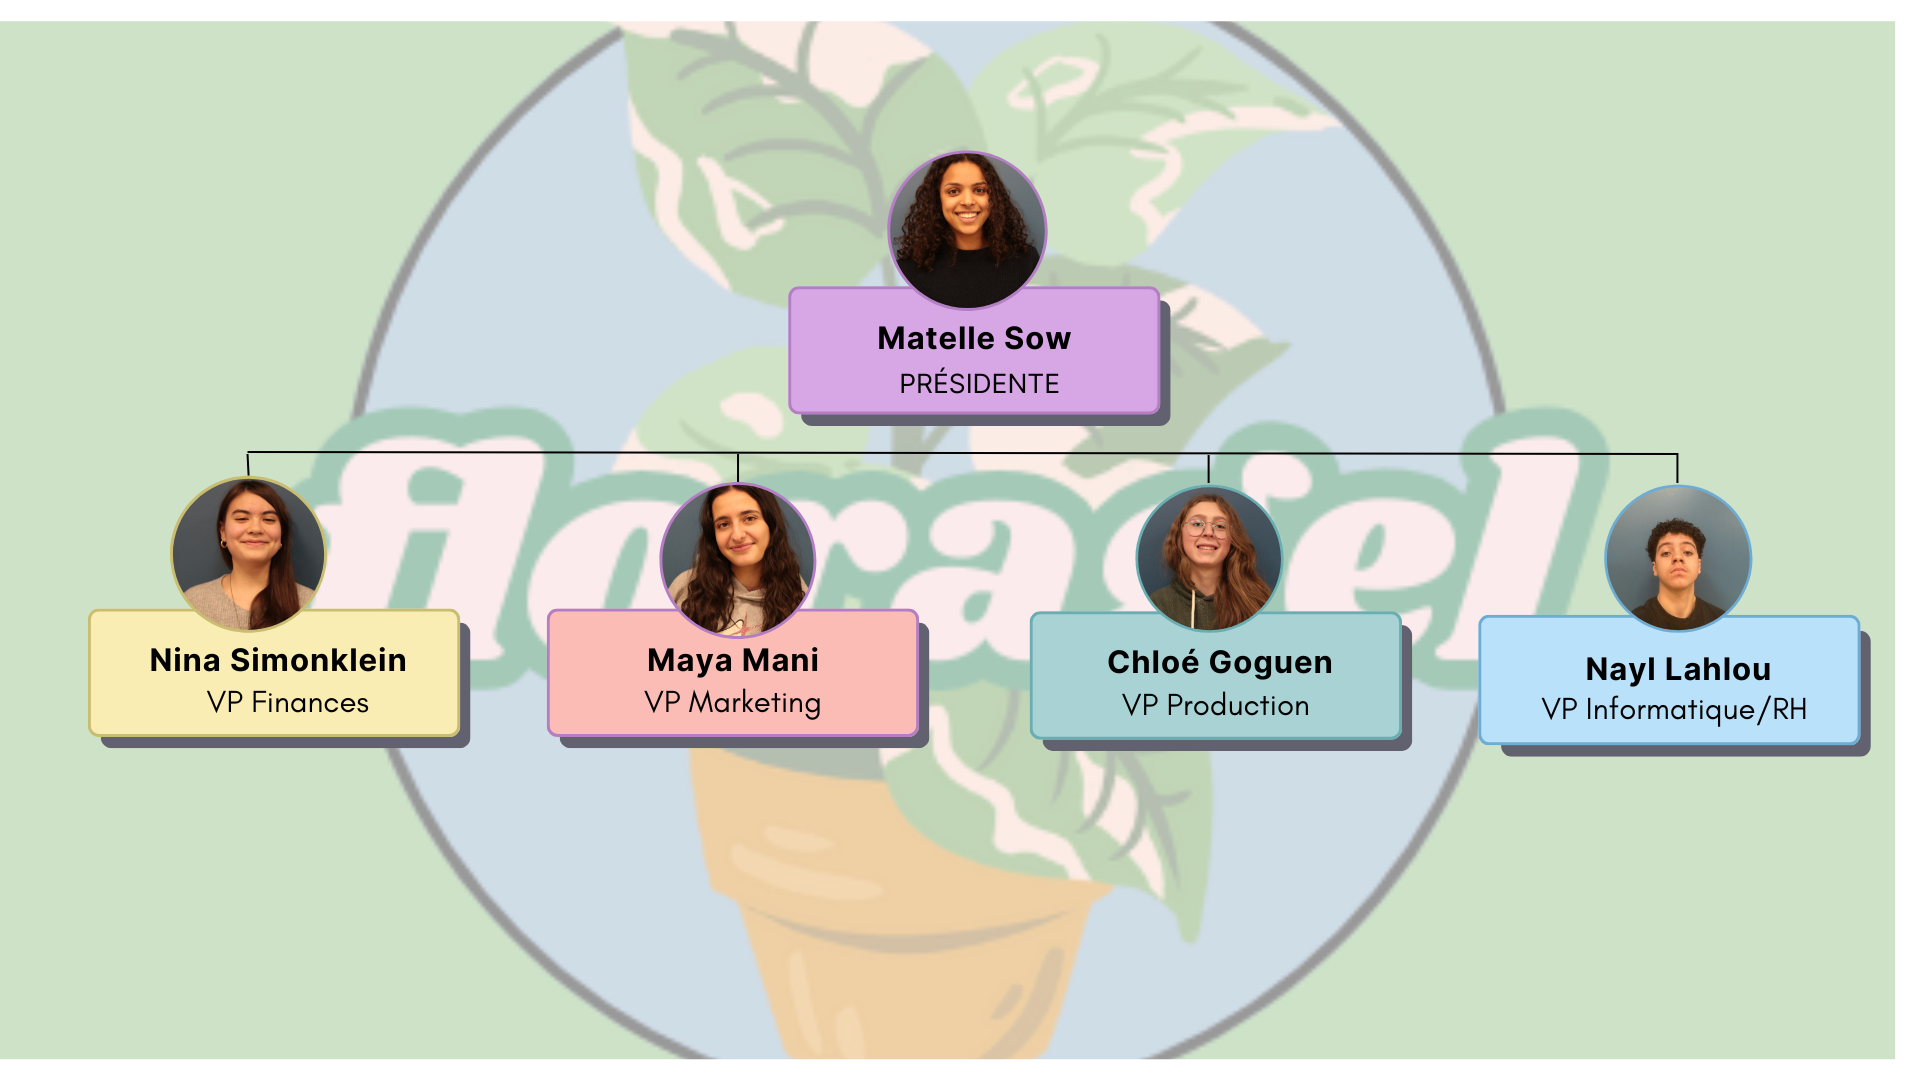 Matelle Sow
PRÉSIDENTE
Nina Simonklein
VP Finances
Maya Mani
VP Marketing
Chloé Goguen
VP Production
Nayl Lahlou
VP Informatique/RH